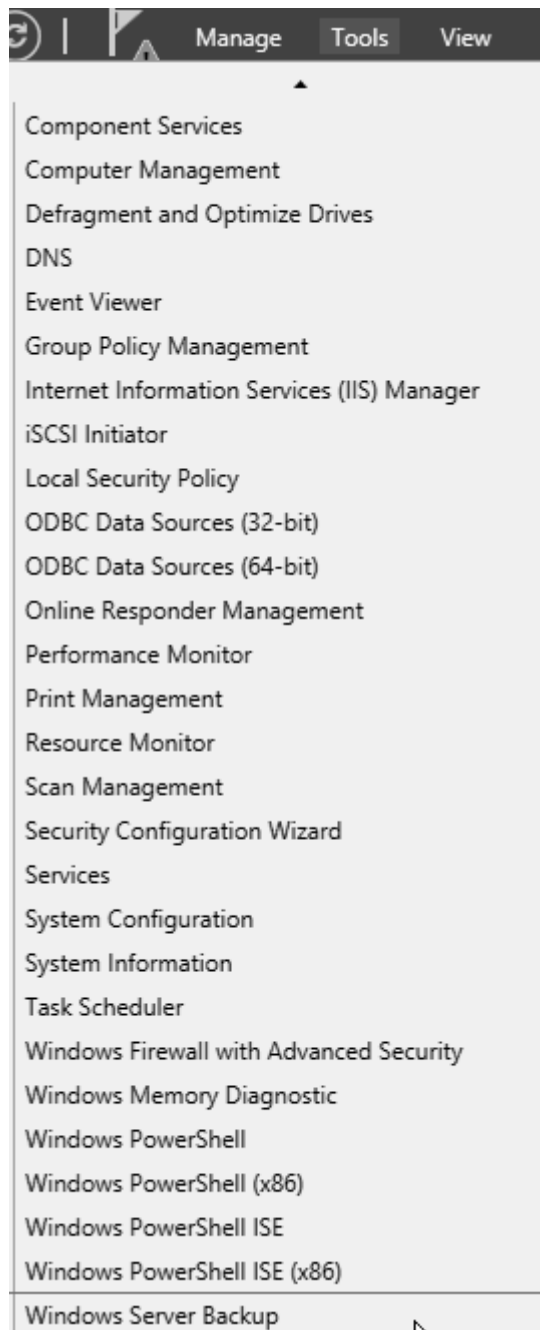 Manage Tools View
Component Services
Computer Management
Defragment and Optimize Drives
DNS
Event Viewer
Group Policy Management
Internet Information Services (IIS) Manager
iSCSI Initiator
Local Security Policy
ODBC Data Sources (32-bit)
ODBC Data Sources (64-bit)
Online Responder Management
Performance Monitor
Print Management
Resource Monitor
Scan Management
Security Configuration Wizard
Services
System Configuration
System Information
Task Scheduler
Windows Firewall with Advanced Security
Windows Memory Diagnostic
Windows PowerShell
Windows PowerShell (x86)
Windows PowerShell ISE
Windows PowerShell ISE (x86)
Windows Server Backup